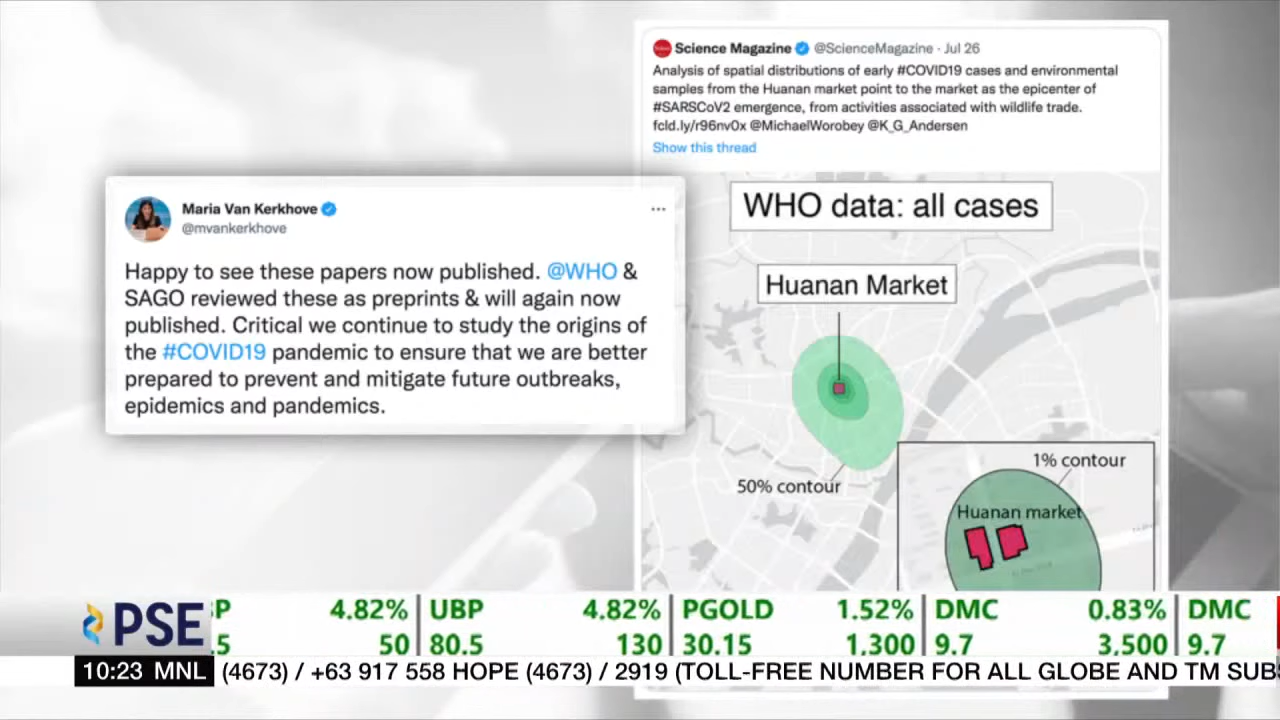 Science Magazine @ScienceMagazine · Jul 26
Analysis of spatial distributions of early #COVID19 cases and environmental
samples from the Huanan market point to the market as the epicenter of
#SARSCoV2 emergence, from activities associated with wildlife trade.
fcld.ly/r96nv0x @MichaelWorobey @K_G_Andersen
Show this thread
WHO data: all cases
Huanan Market
50% contour
1% contour
Huanan market
Maria Van Kerkhove
@mvankerkhove
Happy to see these papers now published. @WHO &
SAGO reviewed these as preprints & will again now
published. Critical we continue to study the origins of
the #COVID19 pandemic to ensure that we are better
prepared to prevent and mitigate future outbreaks,
epidemics and pandemics.
PSE
P 4.82% UBP 4.82% PGOLD 1.52% DMC 0.83% DMC
.5 50 80.5 130 30.15 1.300 9.7 3,500 9.7
10:23 MNL (4673) / +63 917 558 HOPE (4673) / 2919 (TOLL-FREE NUMBER FOR ALL GLOBE AND TM SUBS